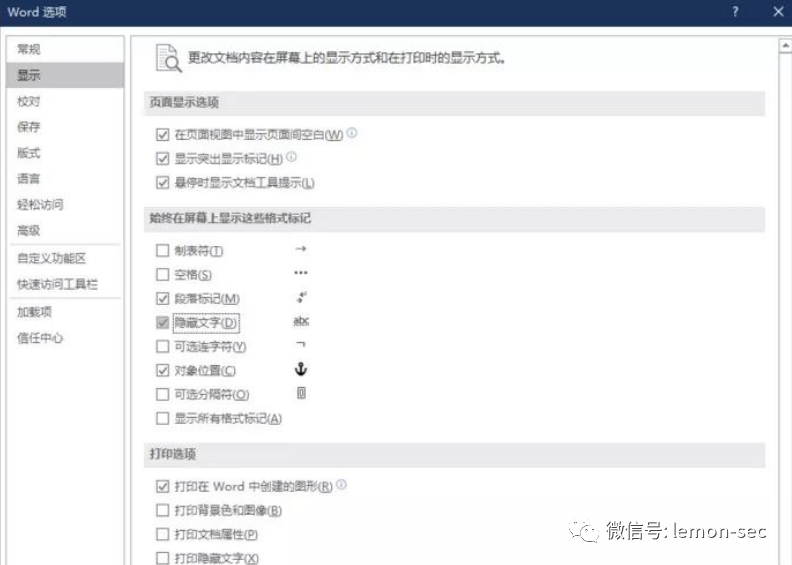 Word 选项
常规
显示
校对
保存
版式
语言
轻松访问
高级
自定义功能区
快速访问工具栏
加载项
信任中心
更改文档内容在屏幕上的显示方式和在打印时的显示方式。
页面显示选项
在页面视图中显示页面间空白(W)
显示突出显示标记(H)
悬停时显示文档工具提示(L)
始终在屏幕上显示这些格式标记
制表符(T)
空格(S)
段落标记(M)
隐藏文字(D) abc
可选连字符(Y)
对象位置(C)
可选分隔符(O)
显示所有格式标记(A)
打印选项
打印在 Word 中创建的图形(R)
打印背景色和图像(B)
打印文档属性(P)
打印隐藏文字(X)
微信号: lemon-sec